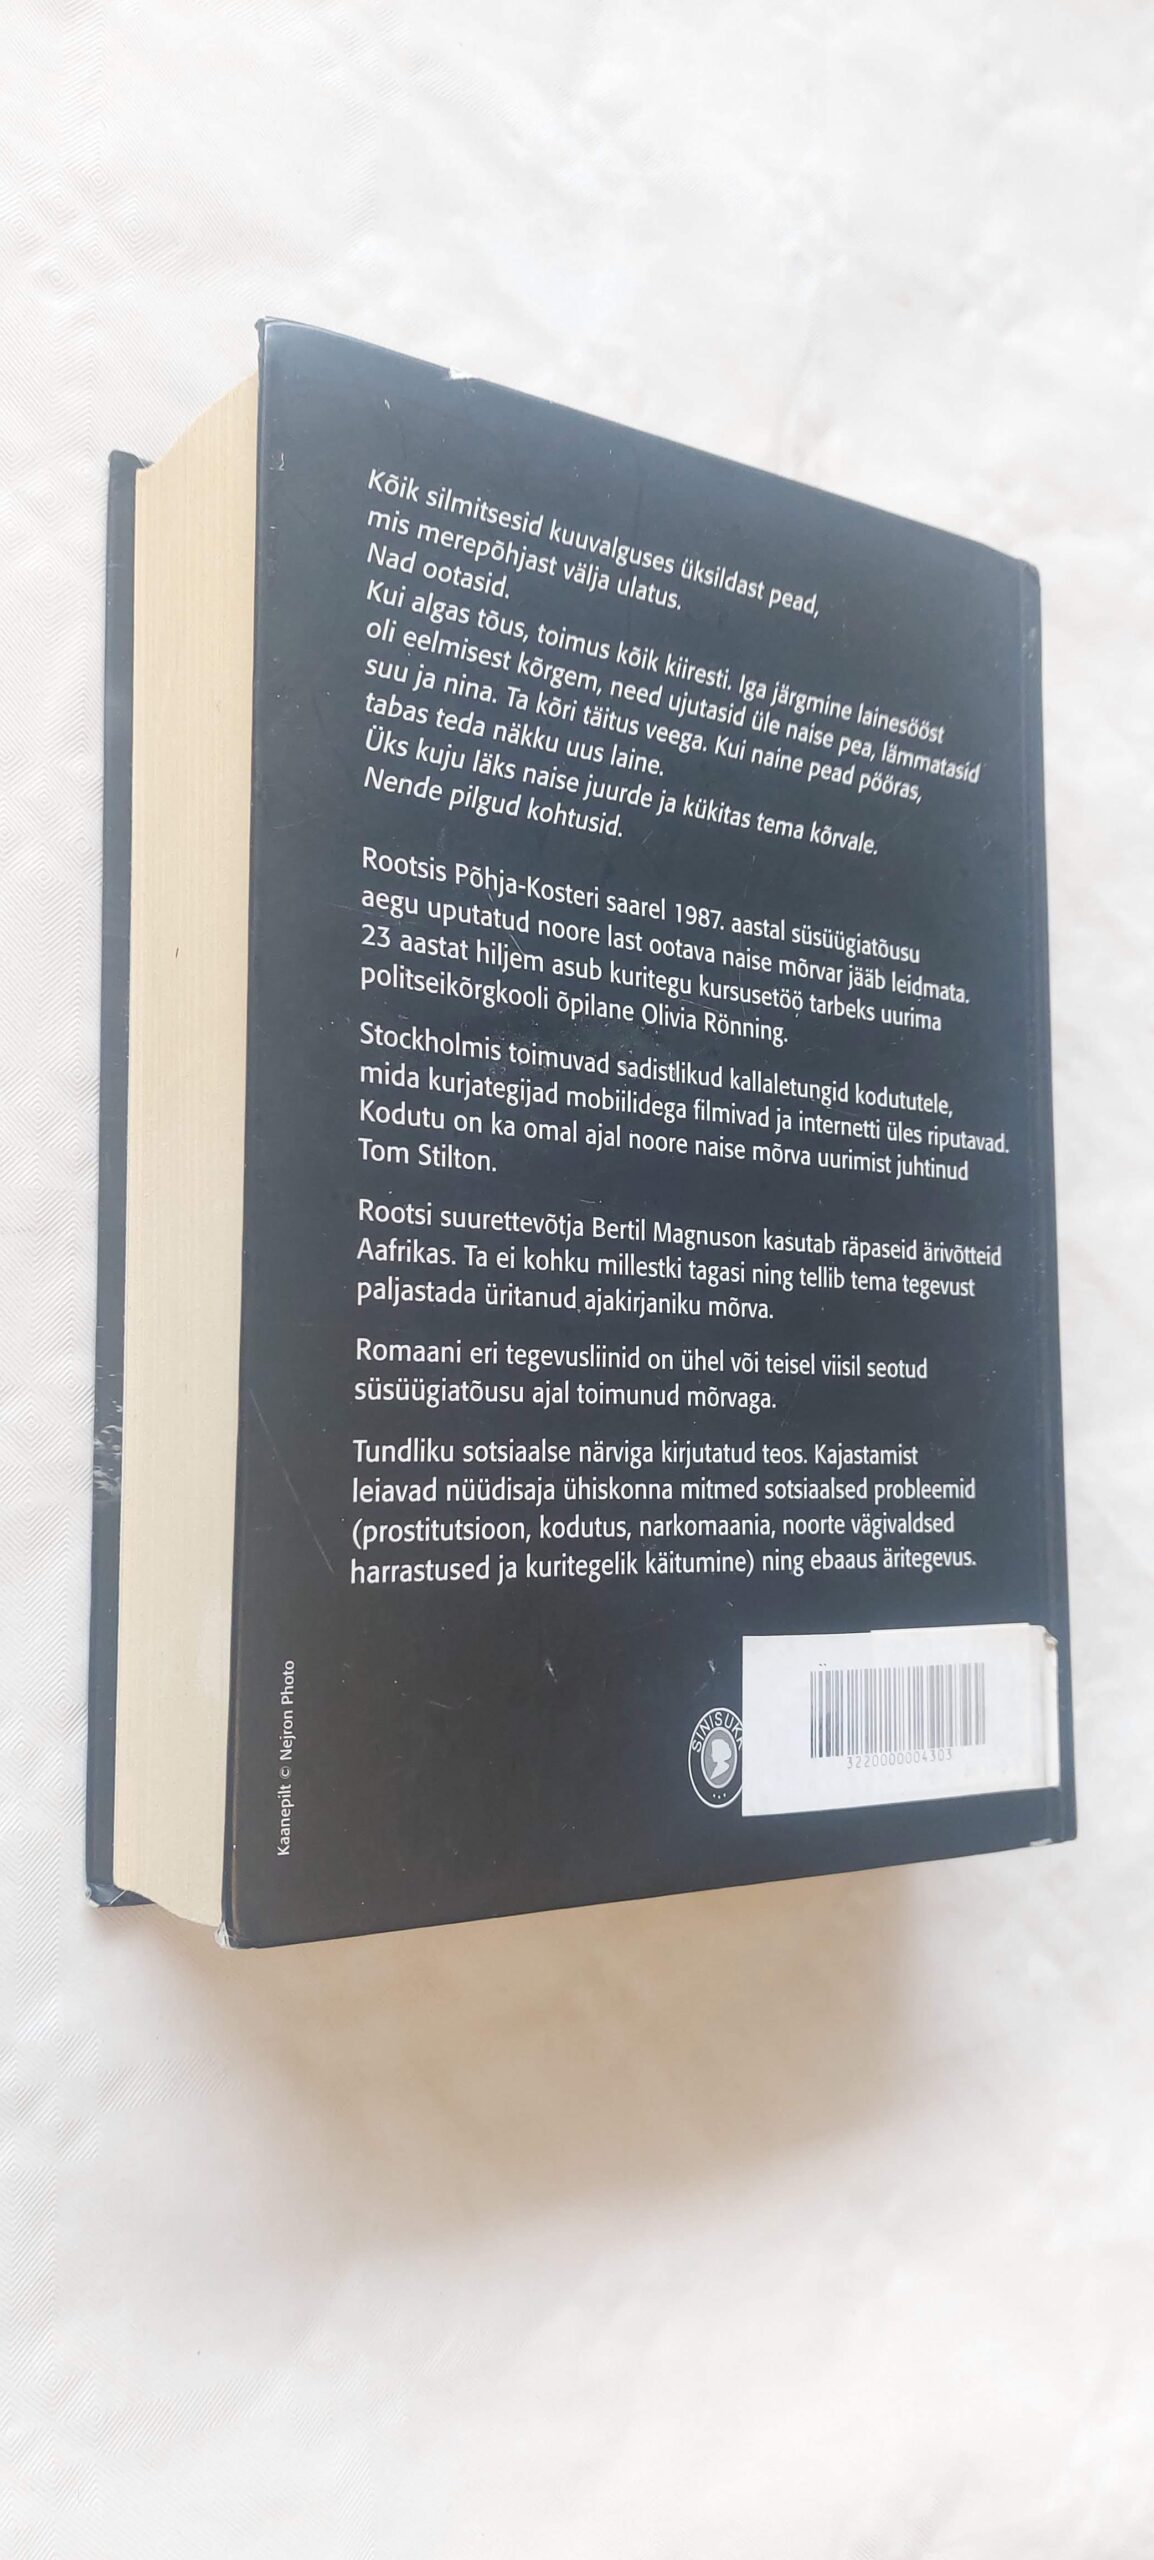 Kõik silmitsesid kuuvalguses üksildast pead,
mis merepõhjast välja ulatus.
Nad ootasid.
Kui algas tõus, toimus kõik kiiresti. Iga järgmine lainesööst
oli eelmisest kõrgem, need ujutasid üle naise pea, lämmatasid
suu ja nina. Ta kõri täitus veega. Kui naine pead pööras,
tabas teda näkku uus laine.
Üks kuju läks naise juurde ja kükitas tema kõrvale.
Nende pilgud kohtusid.
Rootsis Põhja-Kosteri saarel 1987. aastal süsüügiatõusu
aegu uputatud noore last ootava naise mõrvar jääb leidmata.
23 aastat hiljem asub kuritegu kursusetöö tarbeks uurima
politseikõrgkooli õpilane Olivia Rönning.
Stockholmis toimuvad sadistlikud kallaletungid kodututele,
mida kurjategijad mobiilidega filmivad ja internetti üles riputavad.
Kodutu on ka omal ajal noore naise mõrva uurimist juhtinud
Tom Stilton.
Rootsi suurettevõtja Bertil Magnuson kasutab räpaseid ärivõtteid
Aafrikas. Ta ei kohku millestki tagasi ning tellib tema tegevust
paljastada üritanud ajakirjaniku mõrva.
Romaani eri tegevusliinid on ühel või teisel viisil seotud
süsüügiatõusu ajal toimunud mõrvaga.
Tundliku sotsiaalse närviga kirjutatud teos. Kajastamist
leiavad nüüdisaja ühiskonna mitmed sotsiaalsed probleemid
(prostitutsioon, kodutus, narkomaania, noorte vägivaldsed
harrastused ja kuritegelik käitumine) ning ebaaus äritegevus.
Kaanepilt © Nejron Photo
SINISUK
3220000004303